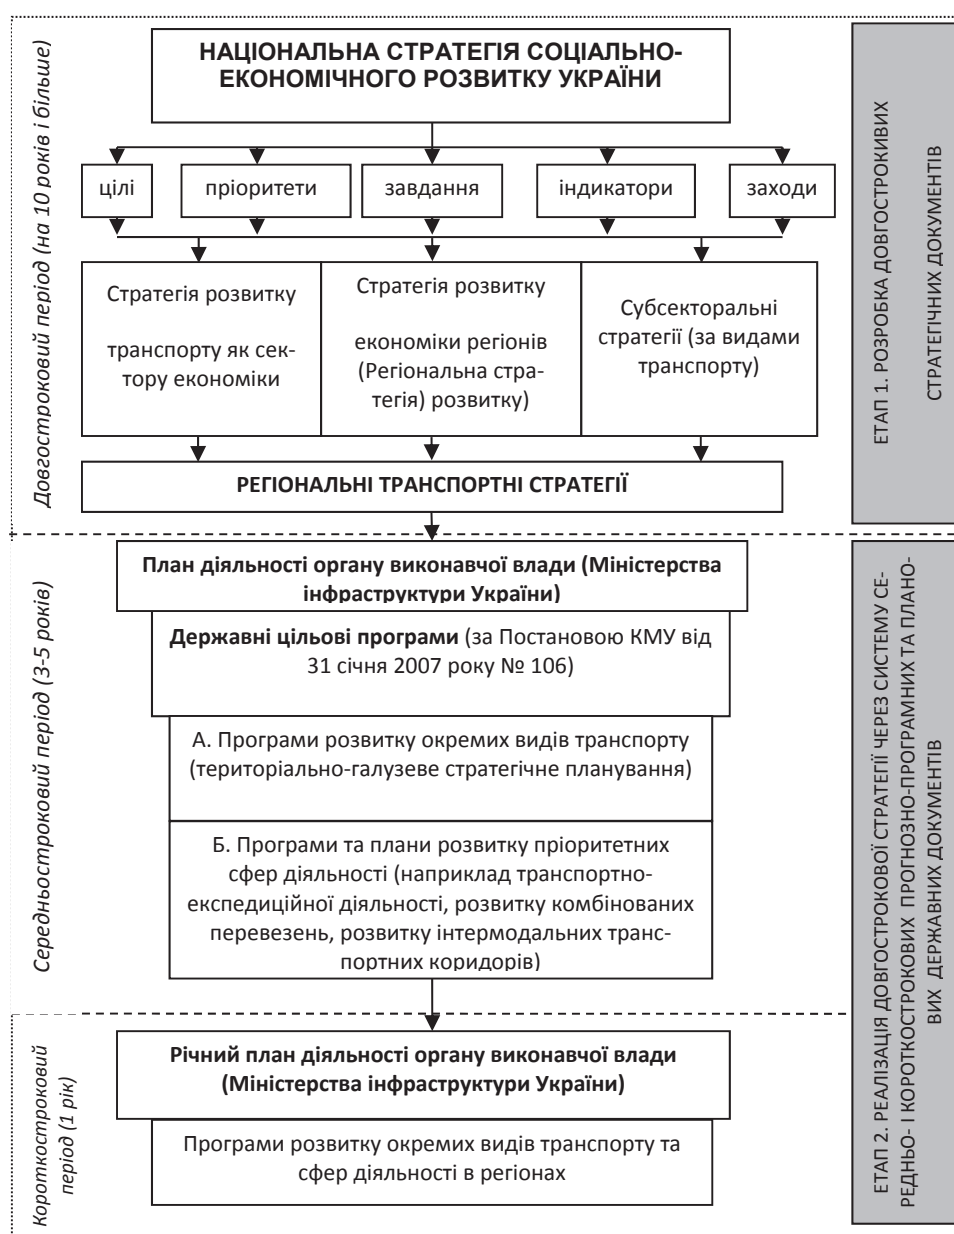 НАЦІОНАЛЬНА СТРАТЕГІЯ СОЦІАЛЬНО-
ЕКОНОМІЧНОГО РОЗВИТКУ УКРАЇНИ
цілі
пріоритети
завдання
індикатори
заходи
Стратегія розвитку
транспорту як сек-
тору економіки
Стратегія розвитку
економіки регіонів
(Регіональна стра-
тегія) розвитку)
Субсекторальні
стратегії (за видами
транспорту)
РЕГІОНАЛЬНІ ТРАНСПОРТНІ СТРАТЕГІЇ
Довгостроковий період (на 10 років і більше)
ЕТАП 1. РОЗРОБКА ДОВГОСТРОКИВИХ
СТРАТЕГІЧНИХ ДОКУМЕНТІВ
План діяльності органу виконавчої влади (Міністерства
інфраструктури України)
Державні цільові програми (за Постановою КМУ від
31 січня 2007 року № 106)
А. Програми розвитку окремих видів транспорту
(територіально-галузеве стратегічне планування)
Б. Програми та плани розвитку пріоритетних
сфер діяльності (наприклад транспортно-
експедиційної діяльності, розвитку комбінованих
перевезень, розвитку інтермодальних транс-
портних коридорів)
Середньостроковий період (3-5 років)
Річний план діяльності органу виконавчої влади
(Міністерства інфраструктури України)
Програми розвитку окремих видів транспорту та
сфер діяльності в регіонах
Короткостроковий
період (1 рік)
ЕТАП 2. РЕАЛІЗАЦІЯ ДОВГОСТРОКОВОЇ СТРАТЕГІЇ ЧЕРЕЗ СИСТЕМУ СЕ-
РЕДНЬО- І КОРОТКОСТРОКОВИХ ПРОГНОЗНО-ПРОГРАМНИХ ТА ПЛАНО-
ВИХ ДЕРЖАВНИХ ДОКУМЕНТІВ